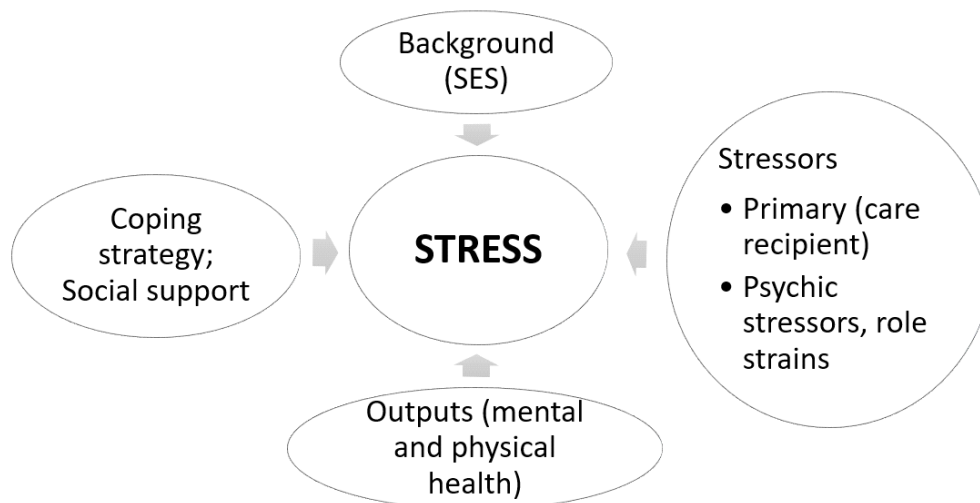 Background
(SES)
Stressors
• Primary (care
recipient)
• Psychic
stressors, role
strains
Coping
strategy;
Social support
STRESS
Outputs (mental
and physical
health)